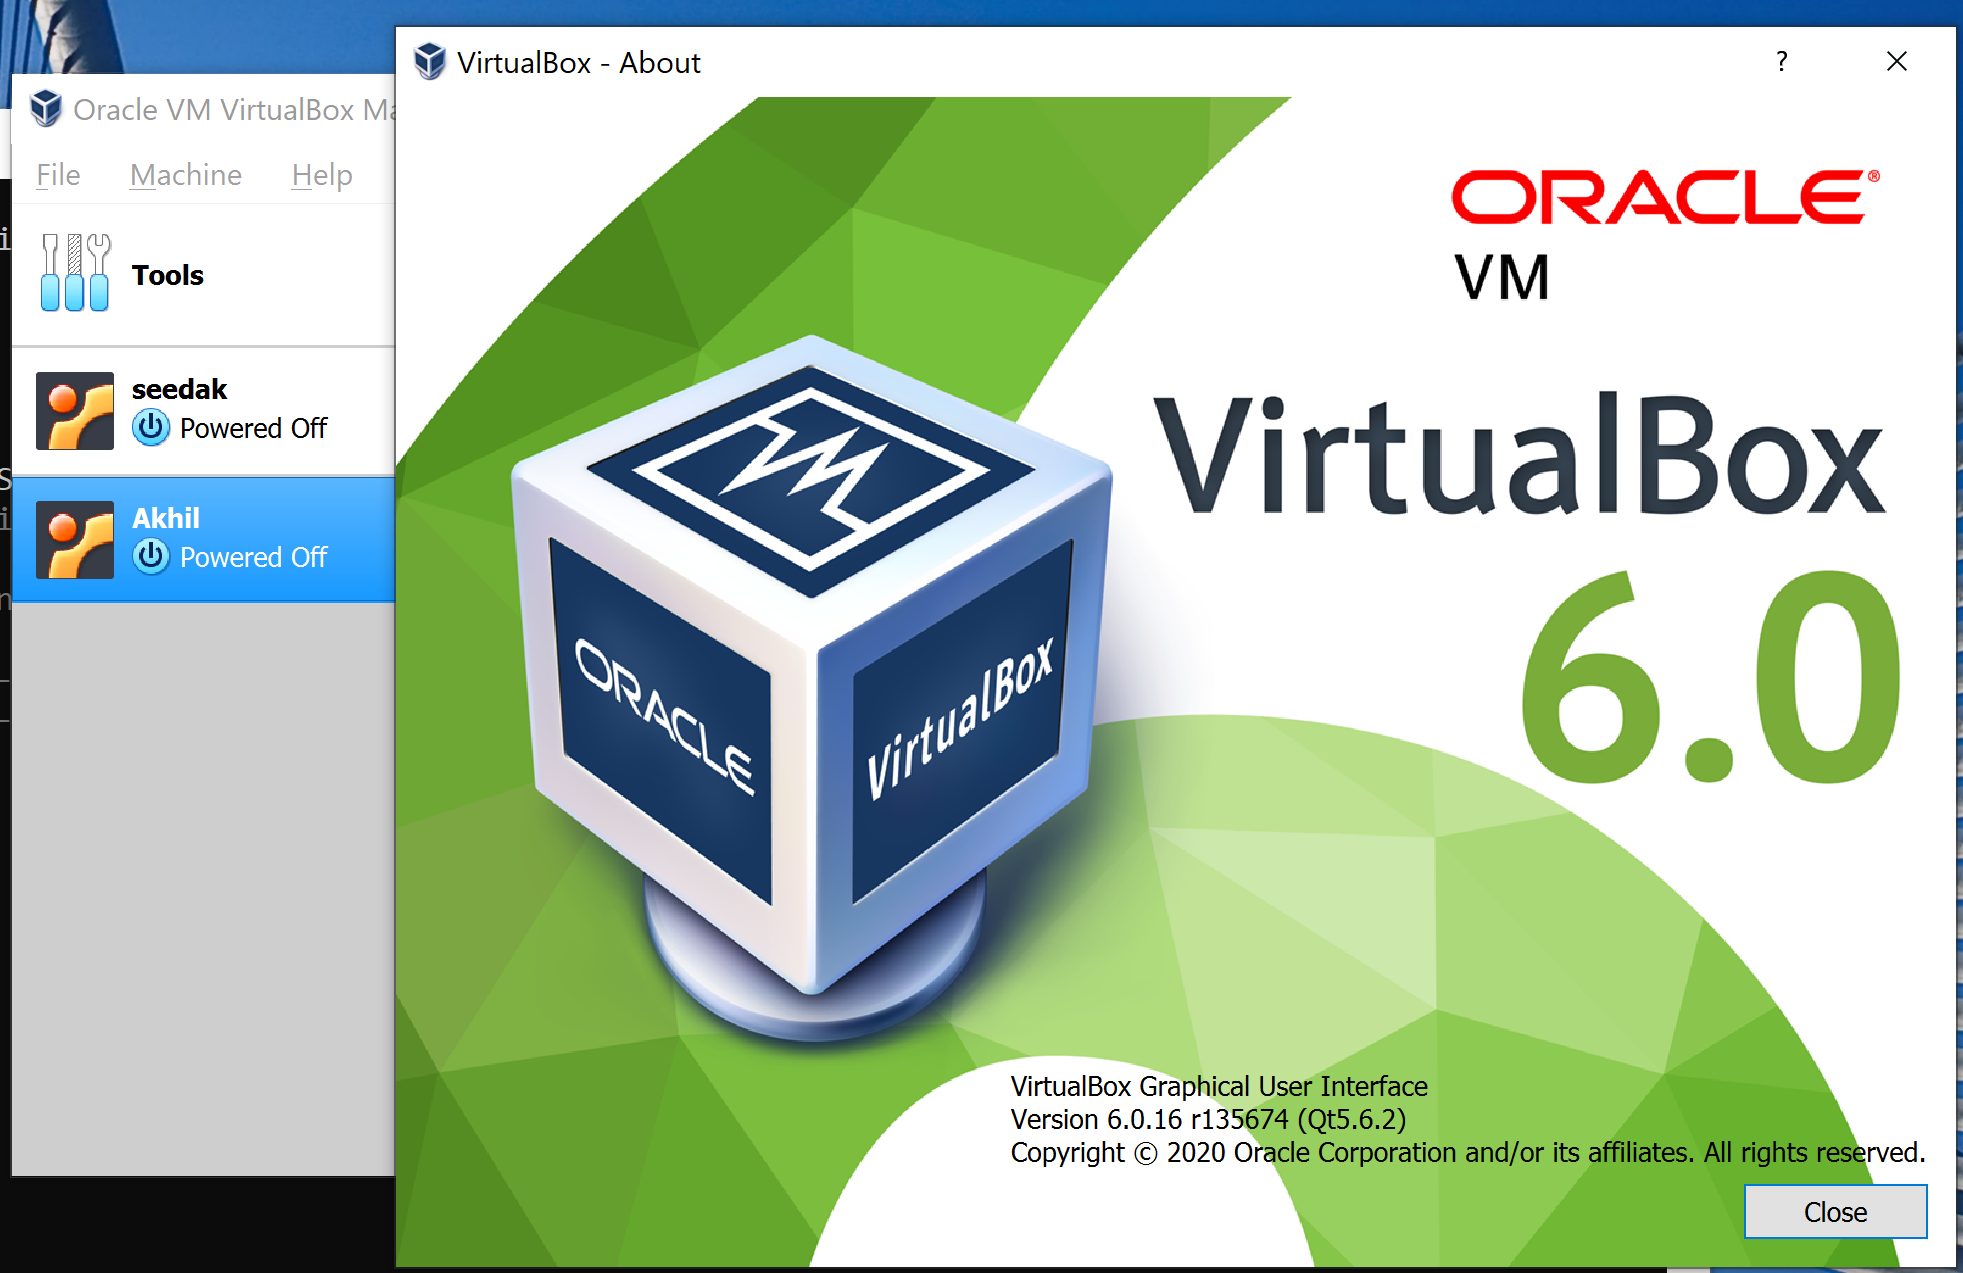 VirtualBox - About
?
Oracle VM VirtualBox Ma
File Machine Help
Tools
seedak
Powered Off
Akhil
Powered Off
ORACLE®
VM
VirtualBox
6.0
ORACLE
VirtualBox
VirtualBox Graphical User Interface
Version 6.0.16 r135674 (Qt5.6.2)
Copyright © 2020 Oracle Corporation and/or its affiliates. All rights reserved.
Close